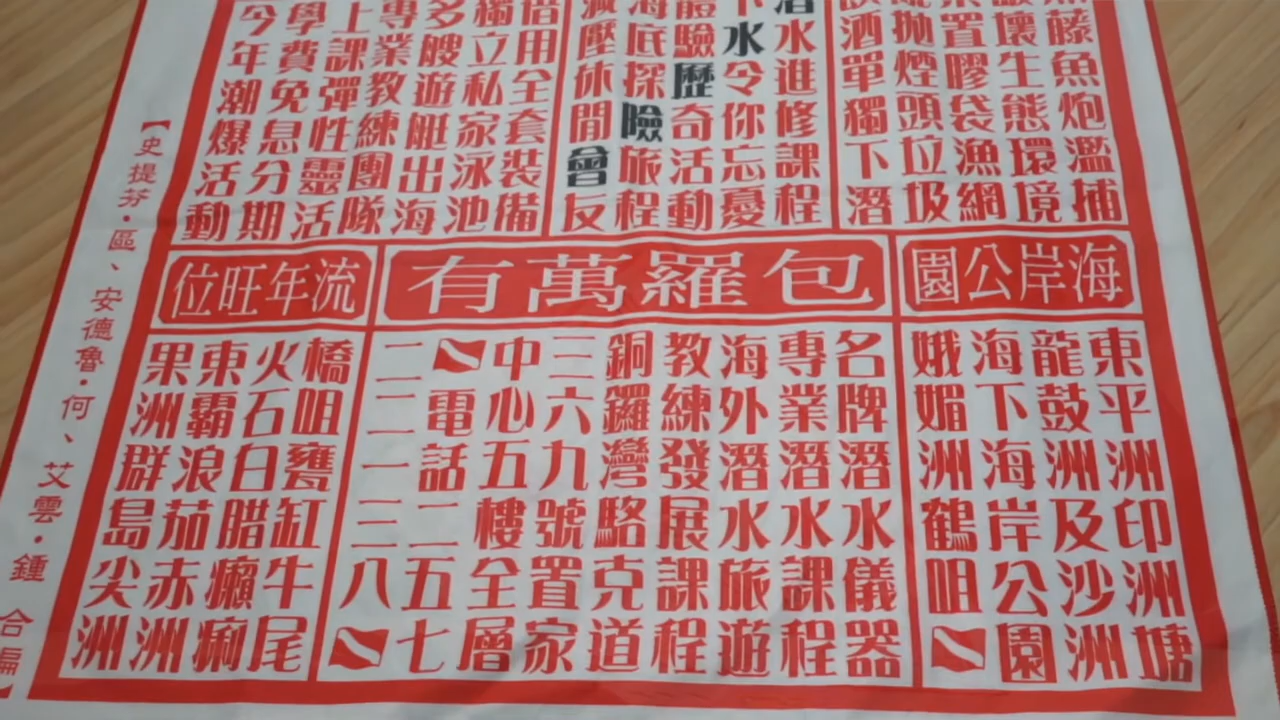 魚藤魚炮濫捕
破壞生態環境
棄置膠袋漁網
亂拋煙頭垃圾
飲酒單獨下潛
潛水進修課程
下水令你忘憂
體驗歷奇活動
海底探險旅程
減壓休閒會友
借用全套裝備
獨立私家泳池
多艘遊艇出海
專業教練團隊
上課彈性靈活
學費免息分期
今年潮爆活動
海岸公園
東平洲印洲塘
龍鼓洲及沙洲
海下海岸公園
娥媚洲鶴咀
包羅萬有
名牌潛水儀器
專業潛水課程
海外潛水旅遊
教練發展課程
銅鑼灣駱克道
三六九號置家
中心五樓全層
電話二五七
二二一三八
流年旺位
橋咀甕缸牛尾
火石白腊癩痢
東霸浪茄赤洲
果洲群島尖洲
【史提芬·區、安德魯·何、艾雲·鍾 合編】